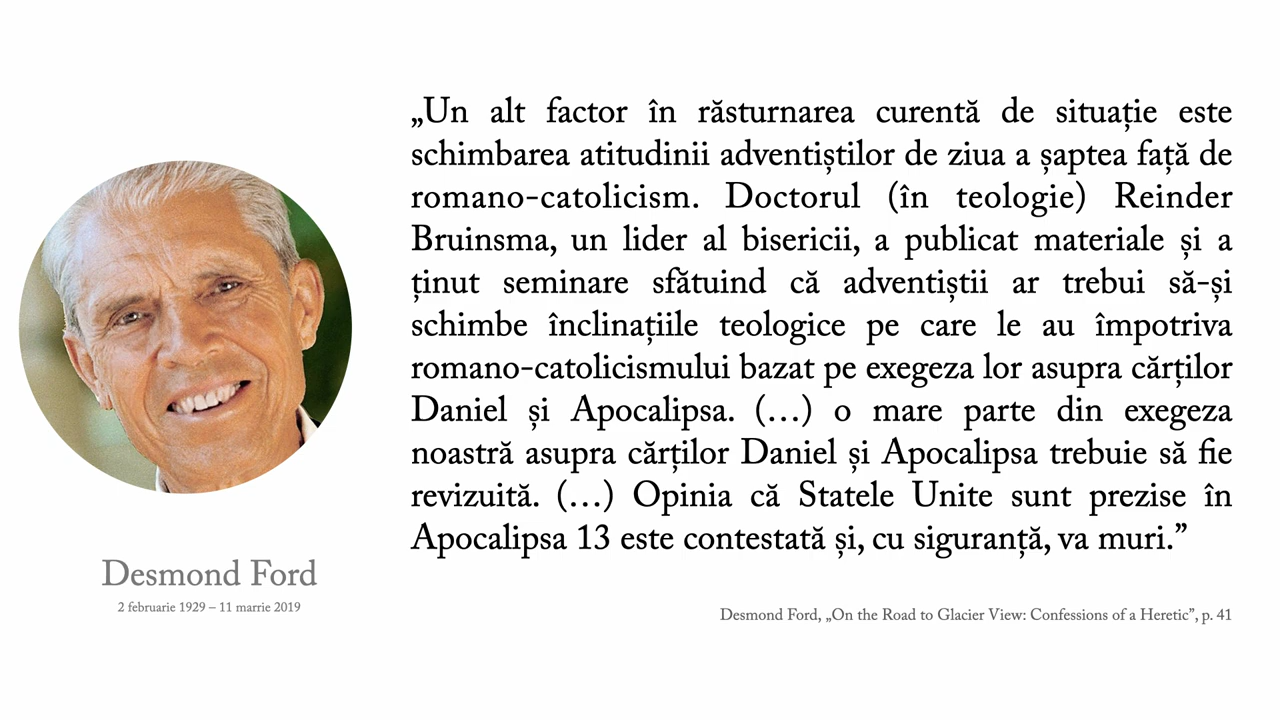 „Un alt factor în răsturnarea curentă de situație este
schimbarea atitudinii adventiștilor de ziua a șaptea față de
romano-catolicism. Doctorul (în teologie) Reinder
Bruinsma, un lider al bisericii, a publicat materiale și a
ținut seminare sfătuind că adventiștii ar trebui să-și
schimbe înclinațiile teologice pe care le au împotriva
romano-catolicismului bazat pe exegeza lor asupra cărților
Daniel și Apocalipsa. (…) o mare parte din exegeza
noastră asupra cărților Daniel și Apocalipsa trebuie să fie
revizuită. (…) Opinia că Statele Unite sunt prezise în
Apocalipsa 13 este contestată și, cu siguranță, va muri.”
Desmond Ford
2 februarie 1929 – 11 marrie 2019
Desmond Ford, „On the Road to Glacier View: Confessions of a Heretic”, p. 41